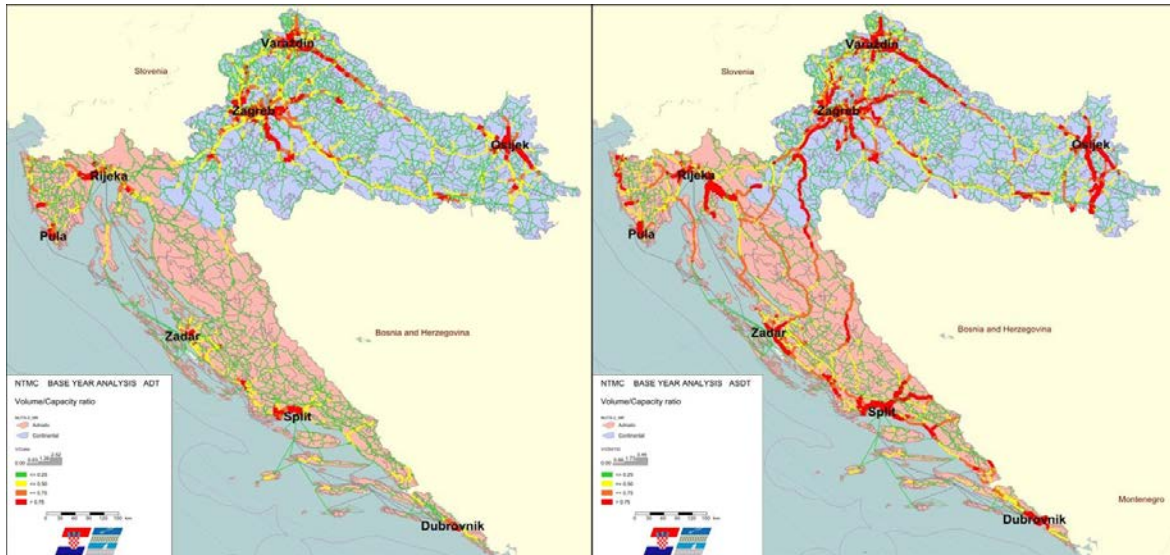 Varaždin
Slovenia
Zagreb
Osijek
Rijeka
Pula
Zadar
Bosnia and Herzegovina
Split
Dubrovnik
NTMC BASE YEAR ANALYSIS ADT
Volume/Capacity ratio
Adriatic
Continental
<= 0.25
<= 0.50
<= 0.75
> 0.75
Varaždin
Slovenia
Zagreb
Osijek
Rijeka
Pula
Zadar
Bosnia and Herzegovina
Split
Montenegro
Dubrovnik
NTMC BASE YEAR ANALYSIS ASDT
Volume/Capacity ratio
Adriatic
Continental
<= 0.25
<= 0.50
<= 0.75
> 0.75